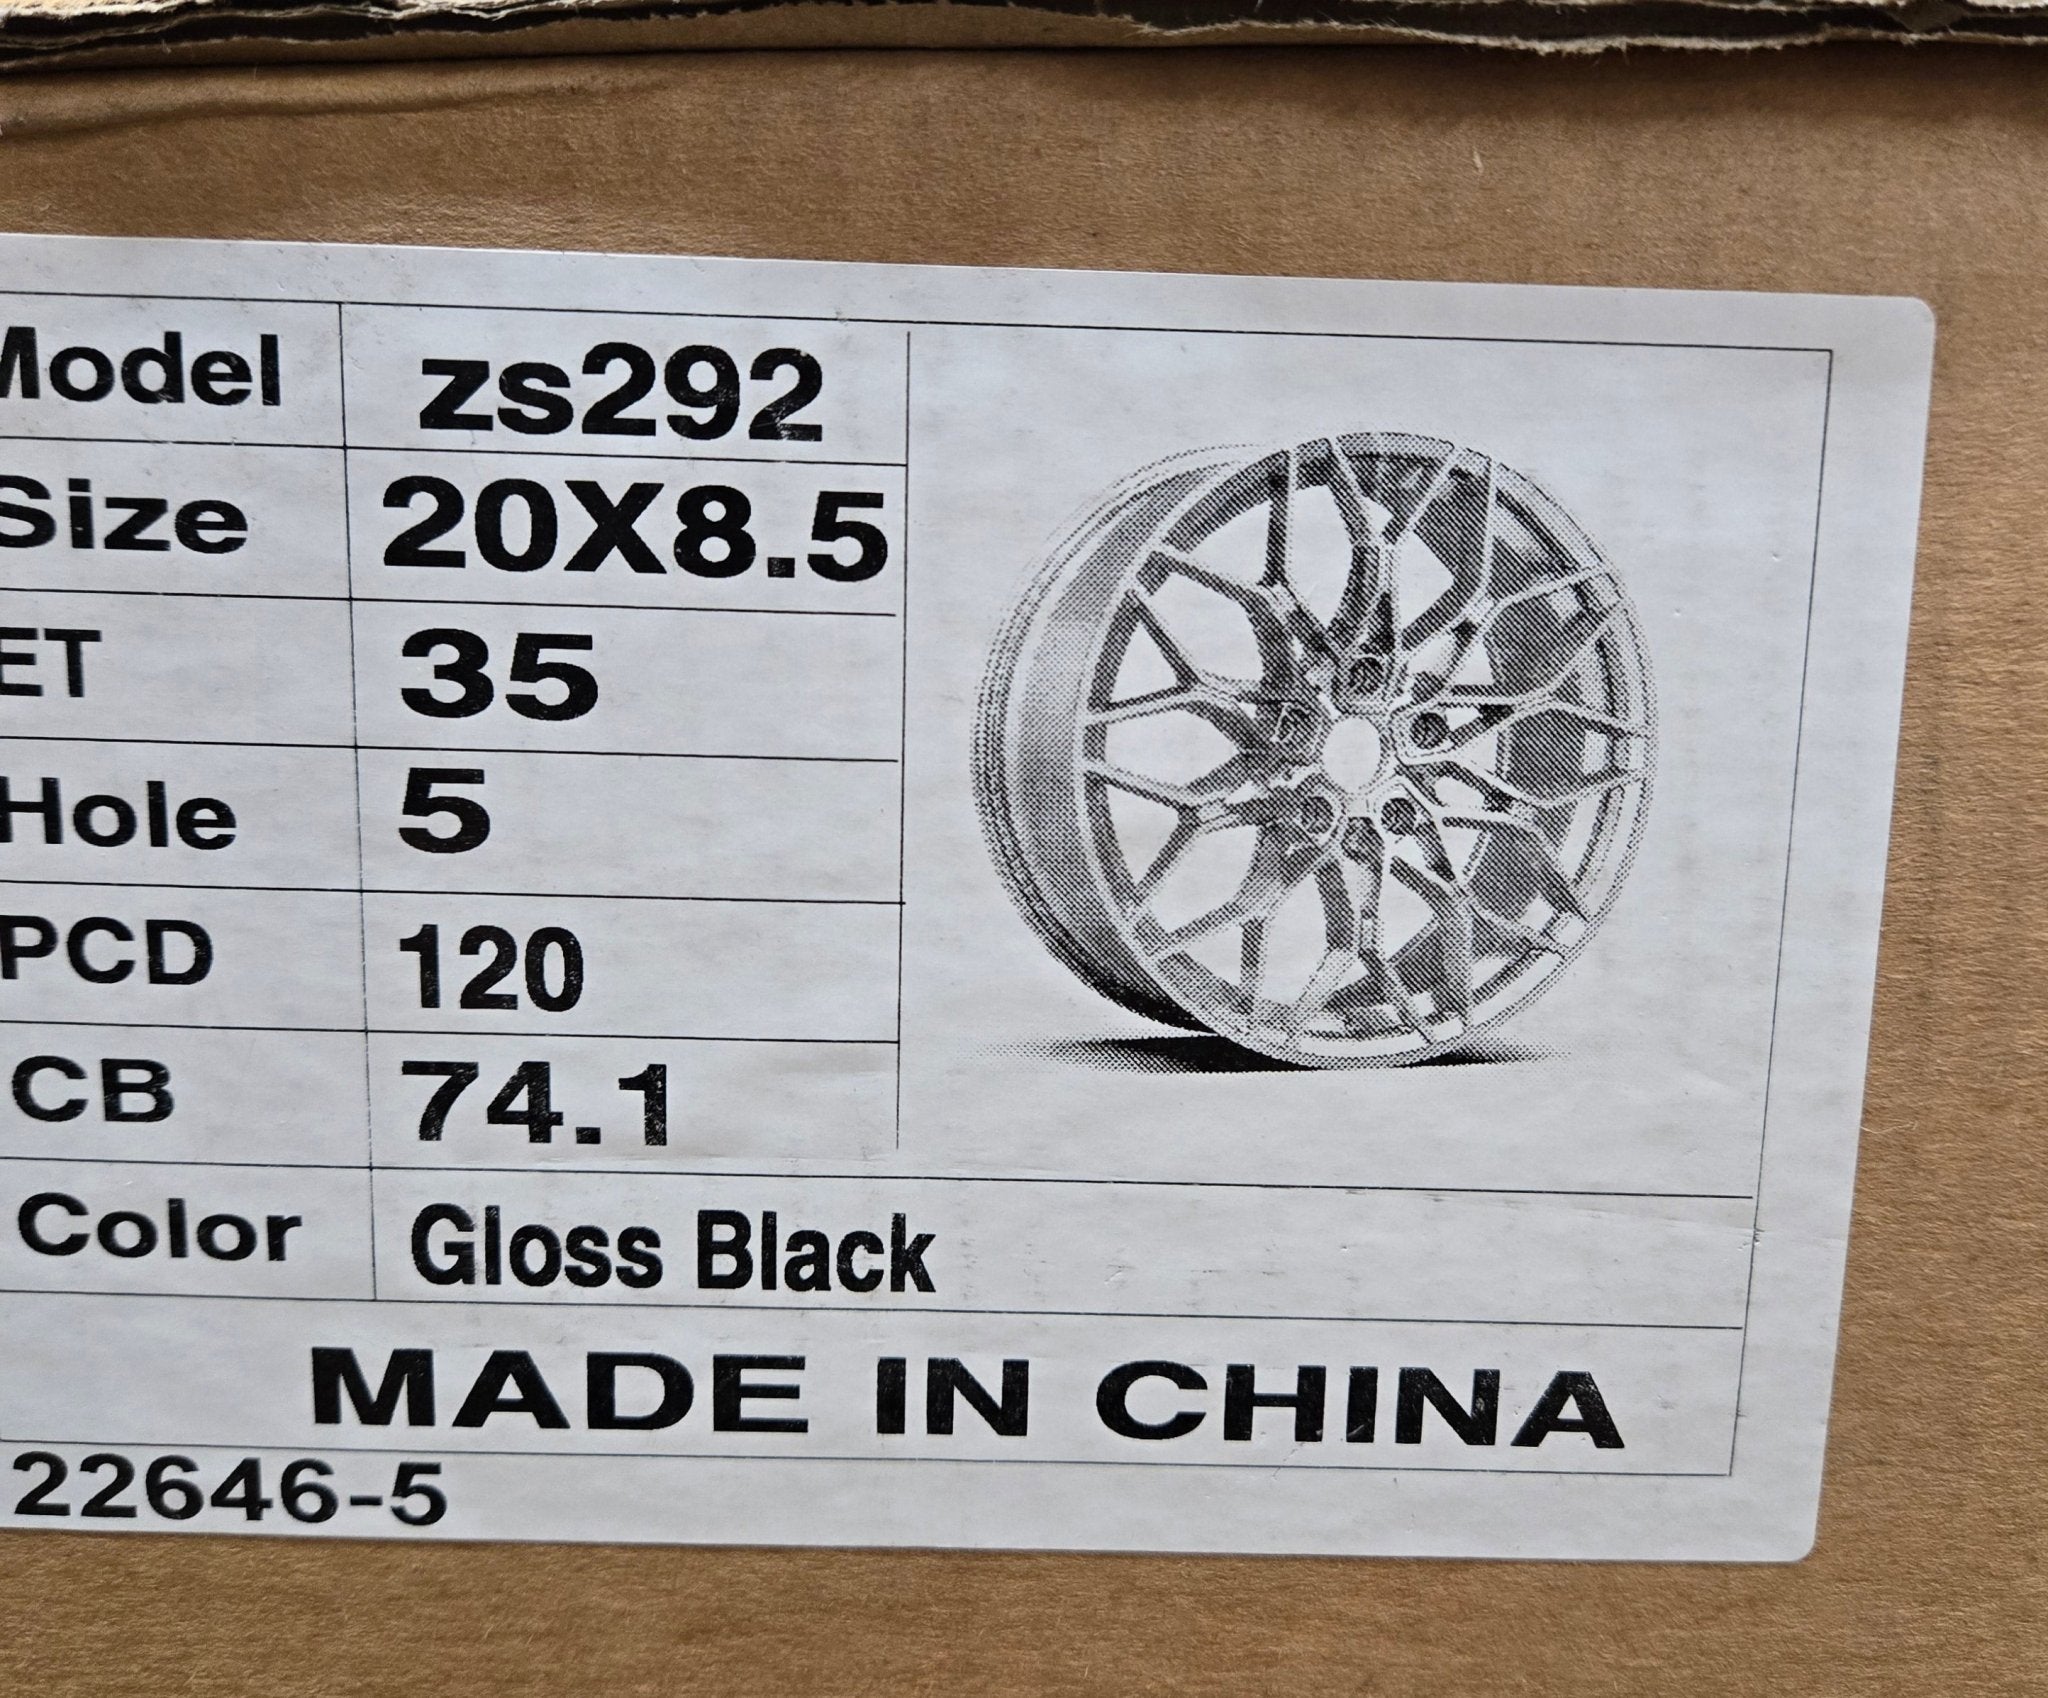 Model zs292
Size 20X8.5
ET 35
Hole 5
PCD 120
CB 74.1
Color Gloss Black
MADE IN CHINA
22646-5